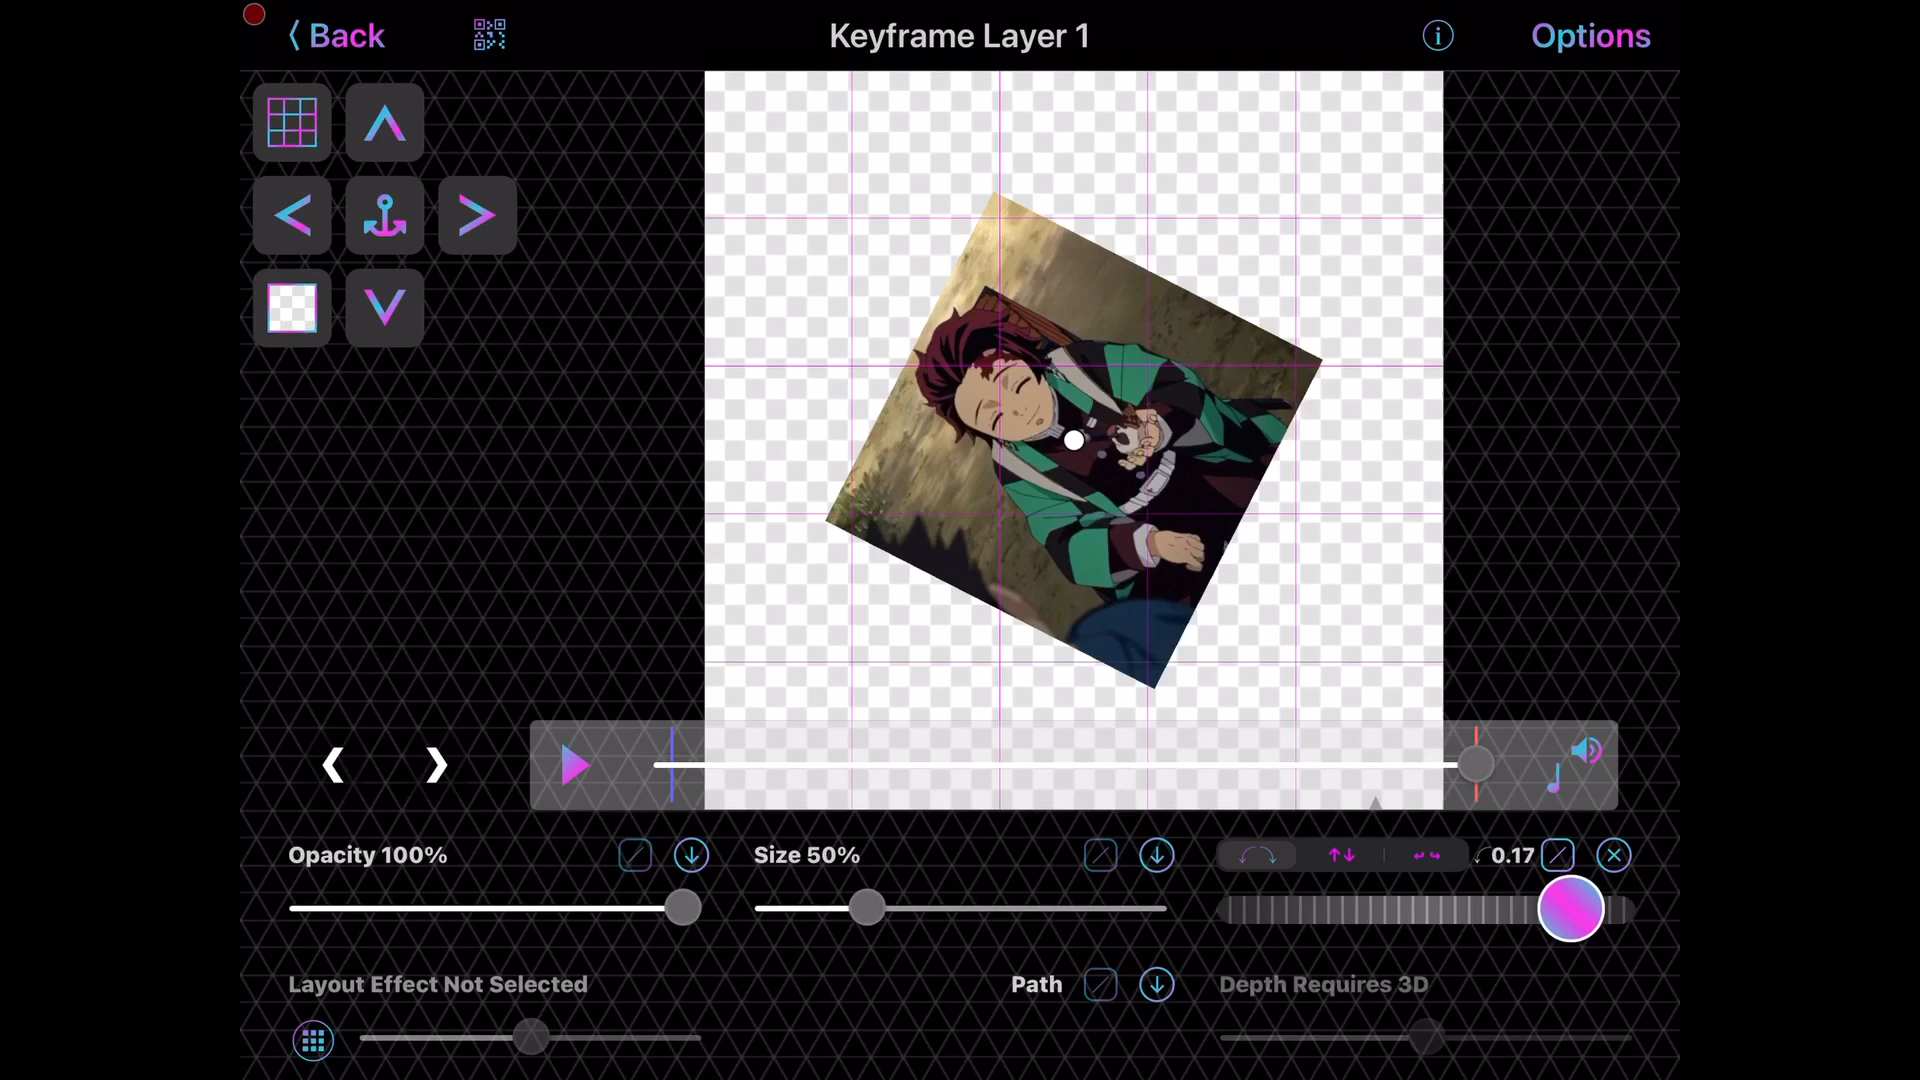 Back
Keyframe Layer 1
Options
Opacity 100%
Size 50%
0.17
Layout Effect Not Selected
Path
Depth Requires 3D